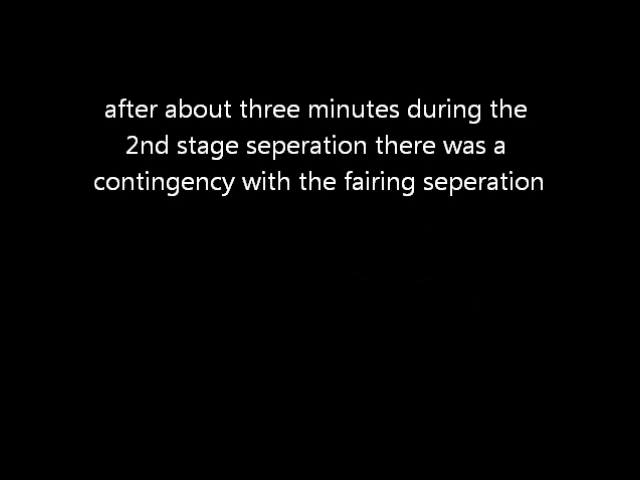 after about three minutes during the
2nd stage seperation there was a
contingency with the fairing seperation